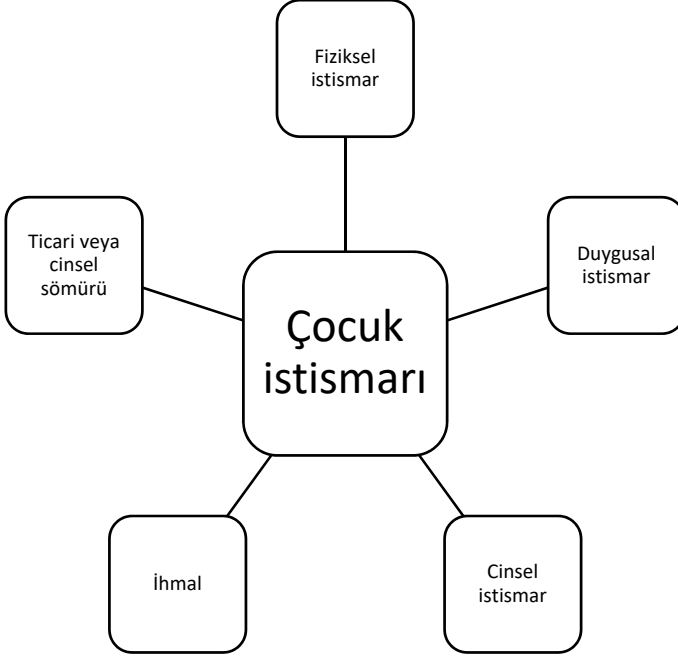 Fiziksel
istismar
Ticari veya
cinsel
sömürü
Duygusal
istismar
Çocuk
istismarı
İhmal
Cinsel
istismar